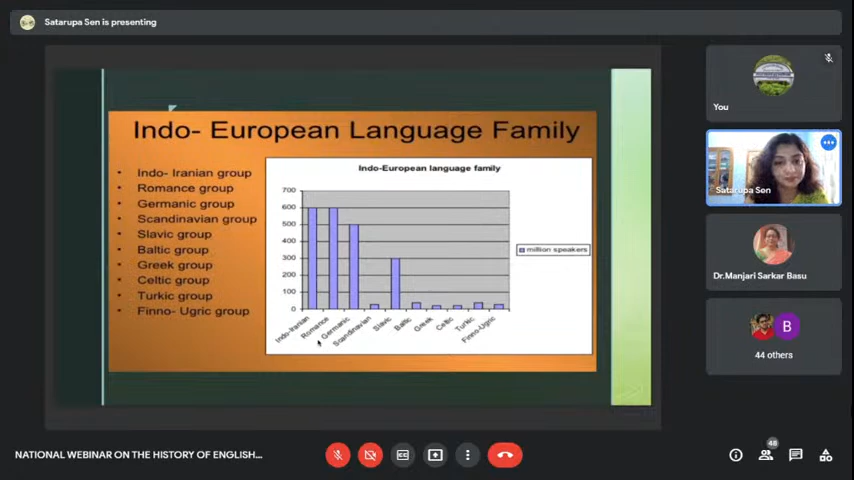 Satarupa Sen is presenting
Indo- European Language Family
• Indo- Iranian group
• Romance group
• Germanic group
• Scandinavian group
• Slavic group
• Baltic group
• Greek group
• Celtic group
• Turkic group
• Finno- Ugric group
Indo-European language family
700
600
500
400
300
200
100
0
Indo-Iranian
Romance
Germanic
Scandinavian
Slavic
Baltic
Greek
Celtic
Turkic
Finno-Ugric
million speakers
You
Satarupa Sen
Dr.Manjari Sarkar Basu
B
44 others
NATIONAL WEBINAR ON THE HISTORY OF ENGLISH...
CC
48